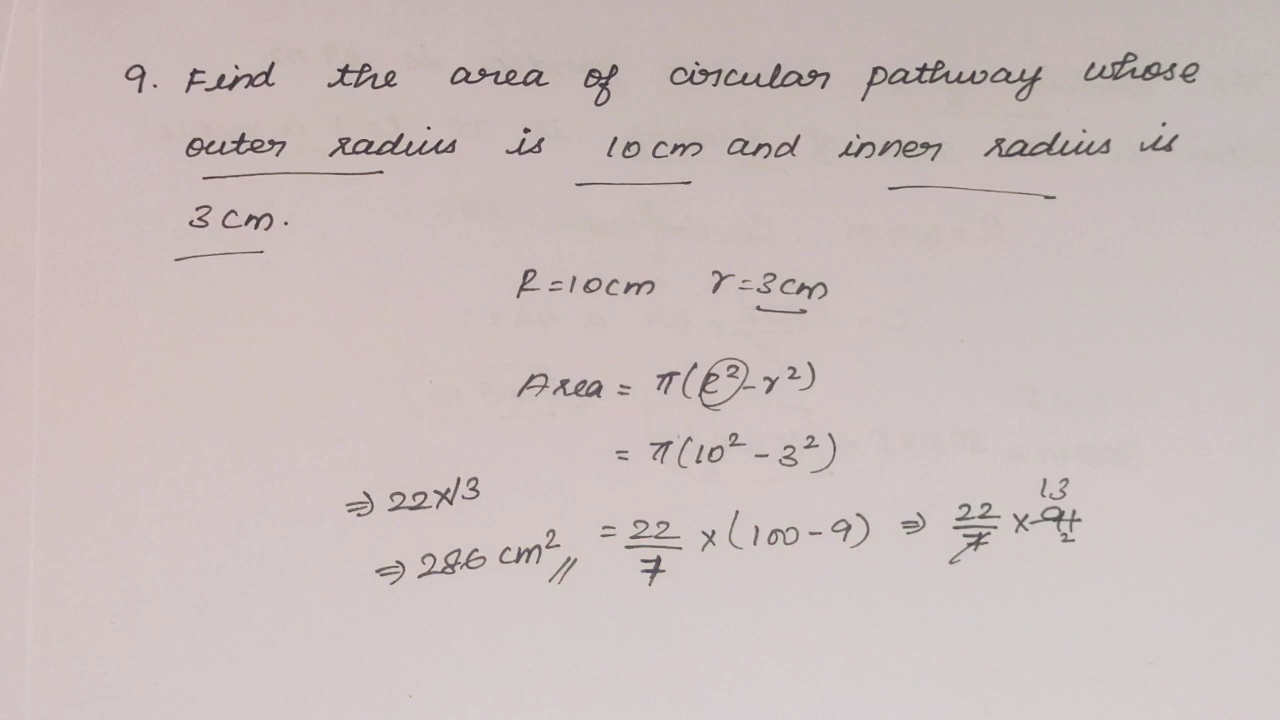 9. Find the area of circular pathway whose
outer radius is 10 cm and inner radius is
3 cm.
R = 10cm r = 3cm
Area = π(R² - r²)
= π(10² - 3²)
= 22/7 × (100 - 9) ⇒ 22/7 × 91 13
⇒ 22 × 13
⇒ 286 cm² //